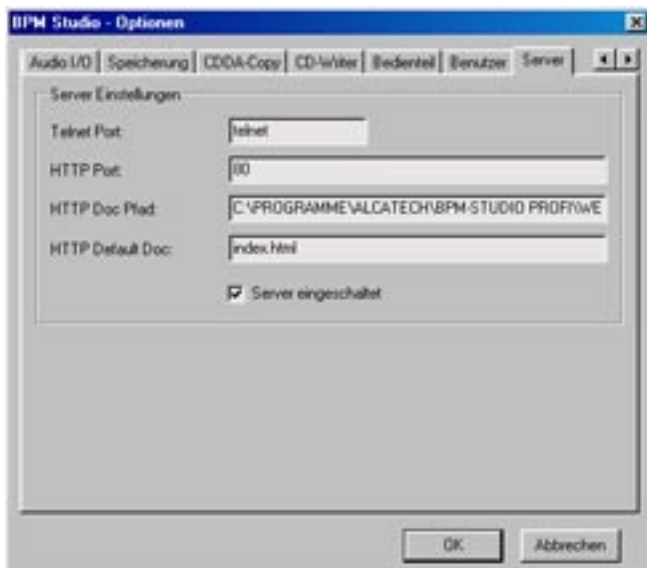 BPM Studio - Optionen
Audio I/O Speicherung CDDA-Copy CD-Writer Bedienteil Benutzer Server
Server Einstellungen
Telnet Port: telnet
HTTP Port: 80
HTTP Doc Pfad: C:\PROGRAMME\ALCATECH\BPM-STUDIO PROFI\WE
HTTP Default Doc: index.html
Server eingeschaltet
OK Abbrechen